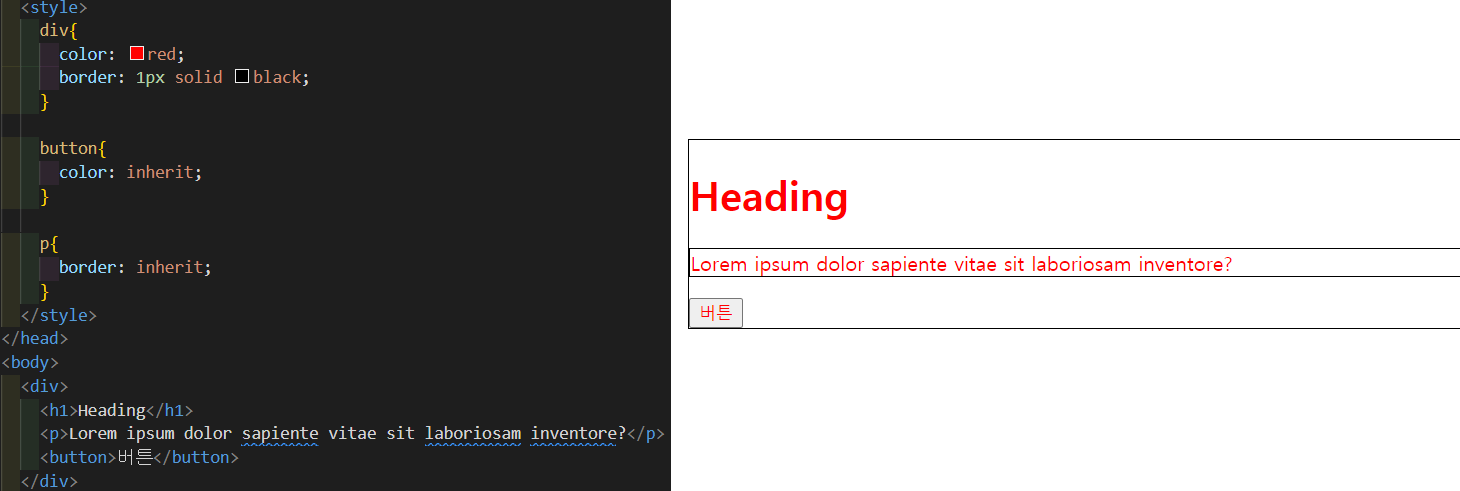 <style>
div{
color: red;
border: 1px solid black;
}
button{
color: inherit;
}
p{
border: inherit;
}
</style>
</head>
<body>
<div>
<h1>Heading</h1>
<p>Lorem ipsum dolor sapiente vitae sit laboriosam inventore?</p>
<button>버튼</button>
</div>
Heading
Lorem ipsum dolor sapiente vitae sit laboriosam inventore?
버튼